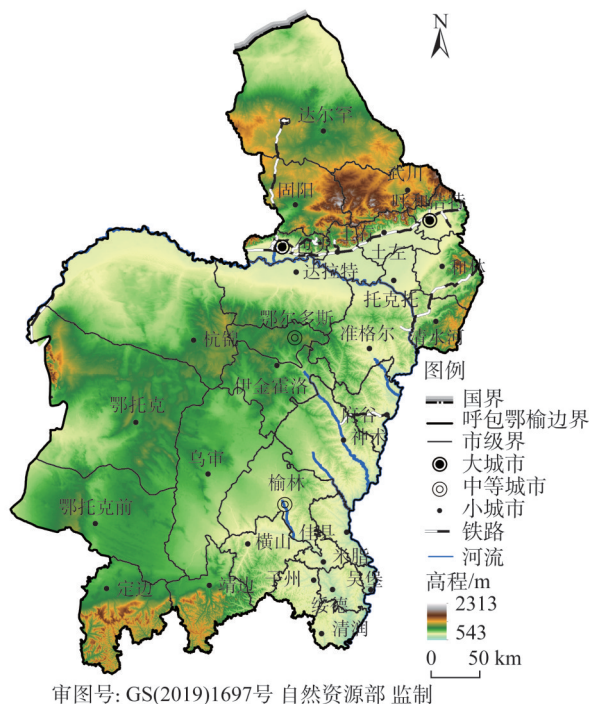 N
达尔罕
武川
固阳
呼和浩特
包头
土右
土左
和林
达拉特
托克托
清水河
鄂尔多斯
准格尔
杭锦
伊金霍洛
鄂托克
府谷
神木
乌审
榆林
鄂托克前
佳县
横山
米脂
定边
靖边
子州
吴堡
绥德
清润
图例
国界
呼包鄂榆边界
市级界
大城市
中等城市
小城市
铁路
河流
高程/m
2313
543
0 50 km
审图号: GS(2019)1697号 自然资源部 监制